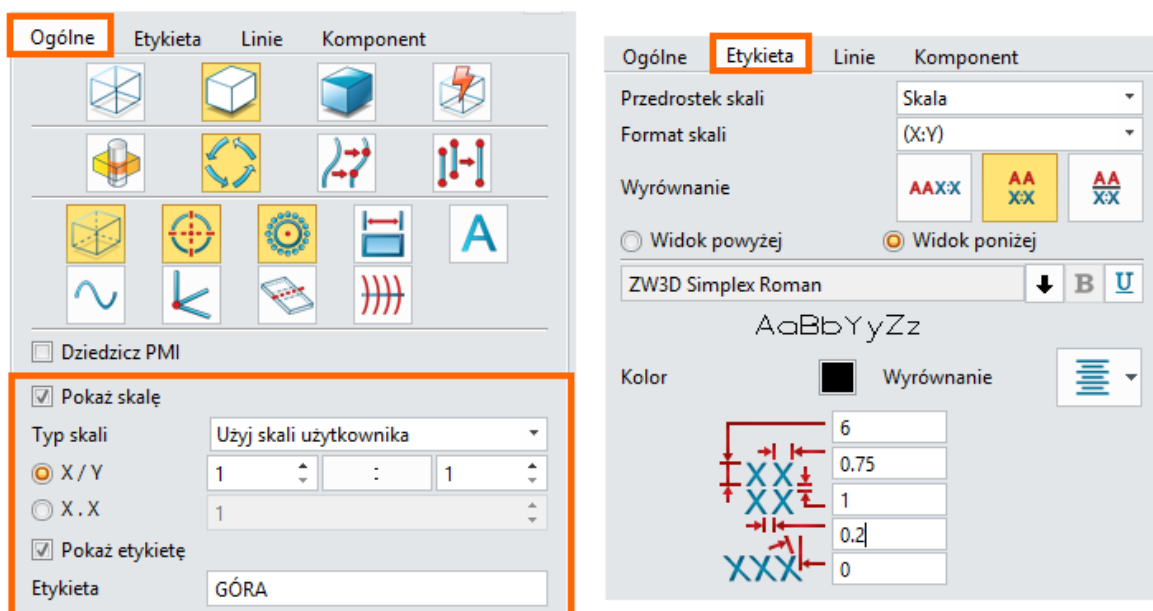 Ogólne Etykieta Linie Komponent
A
Dziedzicz PMI
Pokaż skalę
Typ skali Użyj skali użytkownika
X / Y 1 : 1
X . X 1
Pokaż etykietę
Etykieta GÓRA
Ogólne Etykieta Linie Komponent
Przedrostek skali Skala
Format skali (X:Y)
Wyrównanie AAX:X AA X:X AA X:X
Widok powyżej Widok poniżej
ZW3D Simplex Roman B U
AaBbYyZz
Kolor Wyrównanie
6
XX 0.75
XX 1
0.2
XXX 0